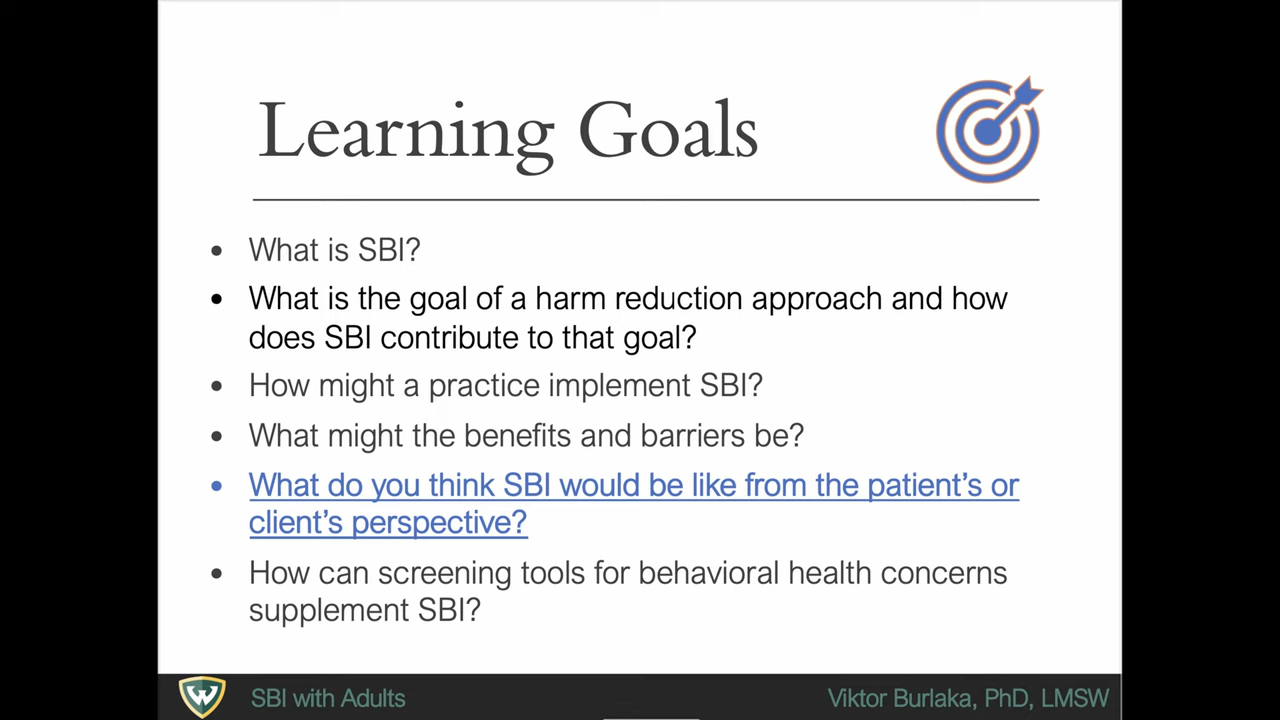 Learning Goals
• What is SBI?
• What is the goal of a harm reduction approach and how
does SBI contribute to that goal?
• How might a practice implement SBI?
• What might the benefits and barriers be?
• What do you think SBI would be like from the patient’s or
client’s perspective?
• How can screening tools for behavioral health concerns
supplement SBI?
W
SBI with Adults
Viktor Burlaka, PhD, LMSW